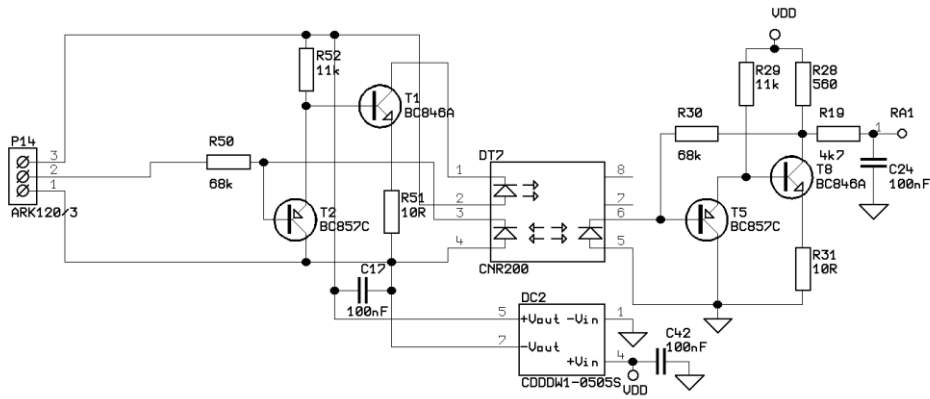 VDD
R52
11k
R29
11k
R28
560
T1
BC846A
R30
68k
R19
4k7
RA1
1
P14
3
2
1
ARK120/3
R50
68k
DT7
1
2
3
4
8
7
6
5
CNR200
T8
BC846A
C24
100nF
T2
BC857C
R51
10R
T5
BC857C
R31
10R
C17
100nF
DC2
5
+Vout
-Vin
1
7
-Vout
+Vin
4
CDDDW1-0505S
C42
100nF
VDD